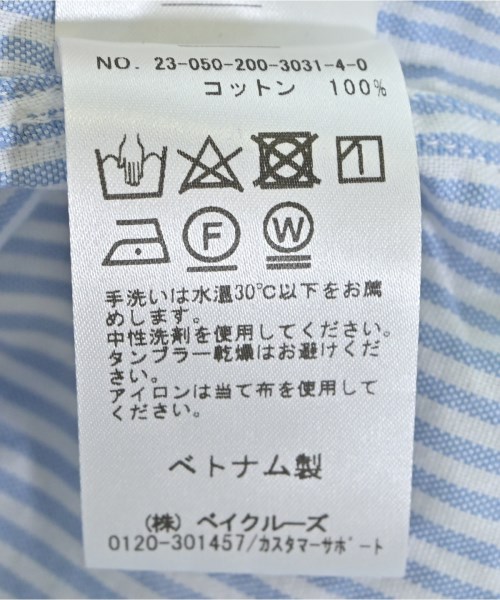 NO. 23-050-200-3031-4-0
コットン 100%
F
W
手洗いは水温30℃以下をお薦
めします。
中性洗剤を使用してください。
タンブラー乾燥はお避けくだ
さい。
アイロンは当て布を使用して
ください。
ベトナム製
(株) ベイクルーズ
0120-301457/カスタマーサポート